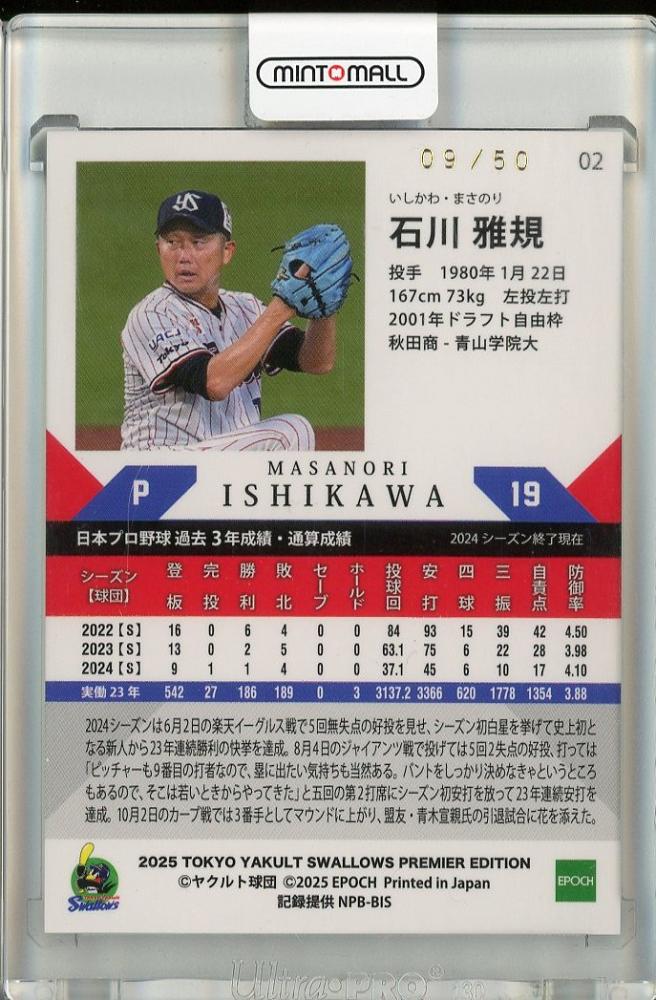 MINTOMALL
09/50 02
いしかわ・まさのり
石川 雅規
投手 1980年 1月 22日
167cm 73kg 左投左打
2001年ドラフト自由枠
秋田商 - 青山学院大
UACJ
Tokyo
MASANORI
P ISHIKAWA 19
日本プロ野球 過去 3年成績・通算成績 2024 シーズン終了現在
シーズン【球団】 登板 完投 勝利 敗北 セーブ ホールド 投球回 安打 四球 三振 自責点 防御率
2022【S】 16 0 6 4 0 0 84 93 15 39 42 4.50
2023【S】 13 0 2 5 0 0 63.1 75 6 22 28 3.98
2024【S】 9 1 1 4 0 0 37.1 45 6 10 17 4.10
実働 23 年 542 27 186 189 0 3 3137.2 3366 620 1778 1354 3.88
2024シーズンは6月2日の楽天イーグルス戦で5回無失点の好投を見せ、シーズン初白星を挙げて史上初と
なる新人から23年連続勝利の快挙を達成。8月4日のジャイアンツ戦で投げては5回2失点の好投、打っては
「ピッチャーも9番目の打者なので、塁に出たい気持ちも当然ある。バントをしっかり決めなきゃというところ
もあるので、そこは若いときからやってきた」と五回の第2打席にシーズン初安打を放って23年連続安打を
達成。10月2日のカープ戦では3番手としてマウンドに上がり、盟友・青木宣親氏の引退試合に花を添えた。
Swallows
2025 TOKYO YAKULT SWALLOWS PREMIER EDITION
©ヤクルト球団 ©2025 EPOCH Printed in Japan
記録提供 NPB-BIS
EPOCH
Ultra·PRO®